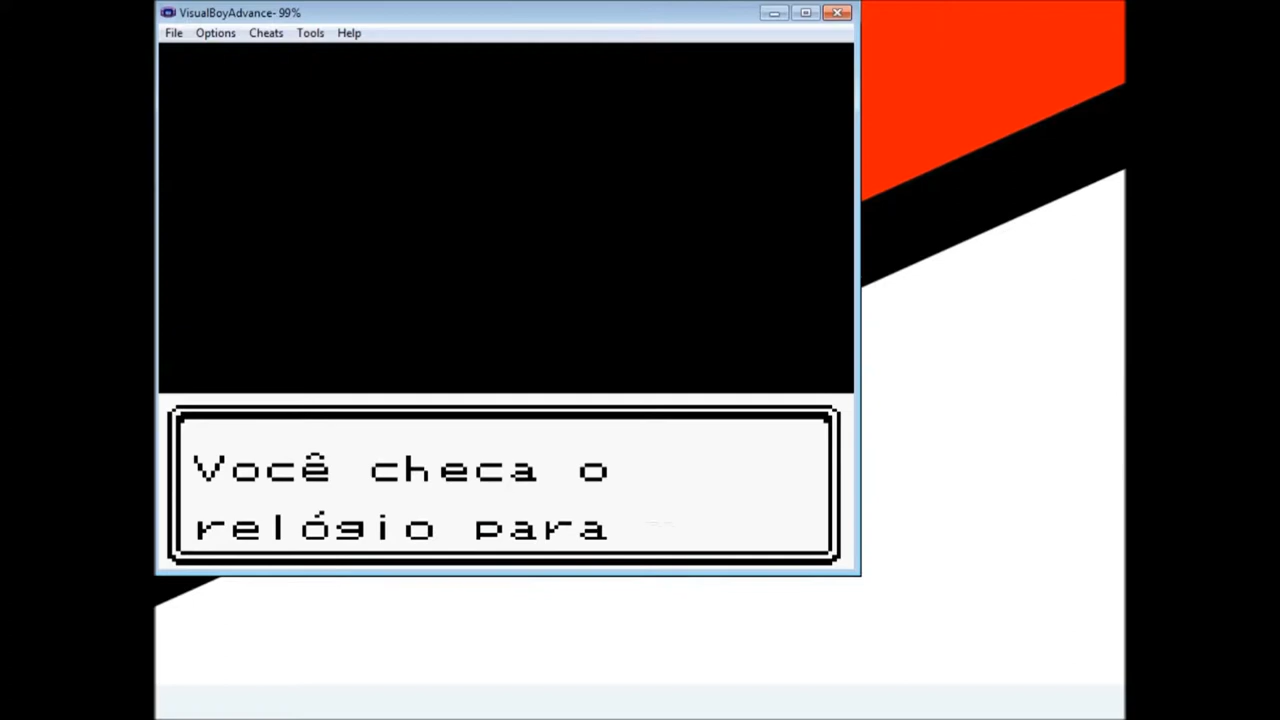 VisualBoyAdvance- 99%
File Options Cheats Tools Help
Você checa o
relógio para